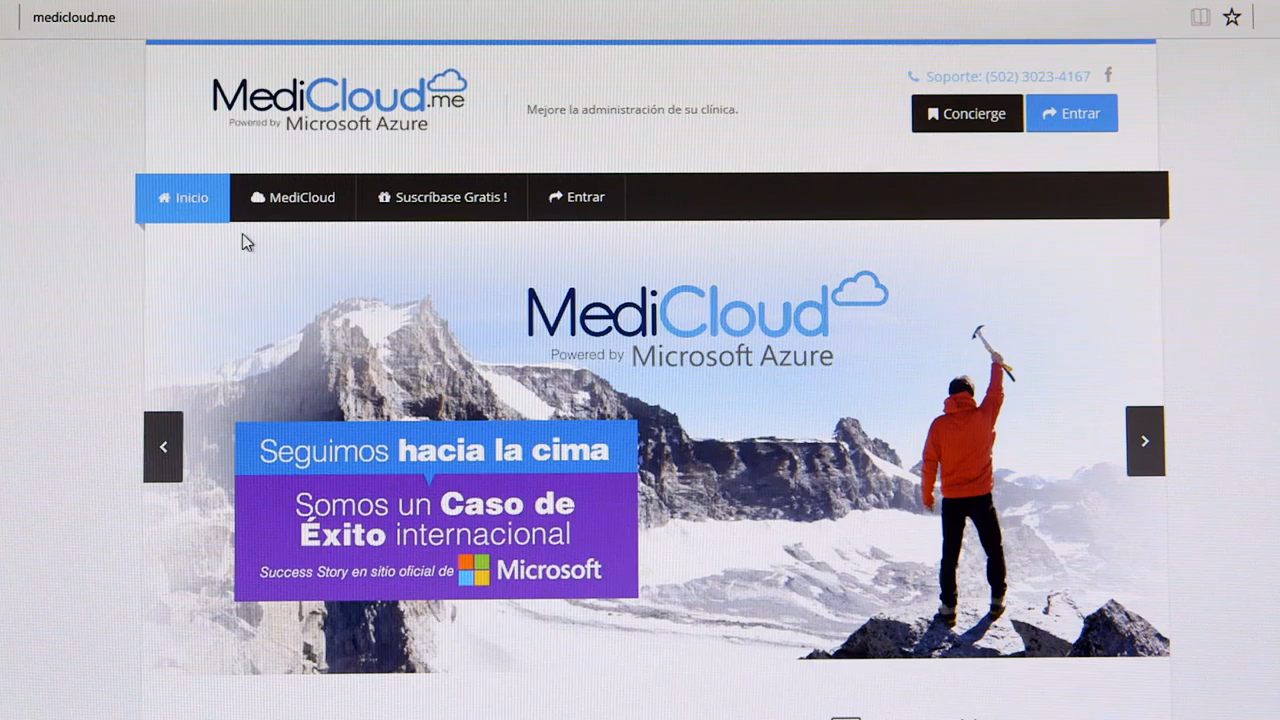 medicloud.me
MediCloud.me
Powered by Microsoft Azure
Mejore la administración de su clínica.
Soporte: (502) 3023-4167
Concierge
Entrar
Inicio
MediCloud
Suscríbase Gratis !
Entrar
MediCloud
Powered by Microsoft Azure
Seguimos hacia la cima
Somos un Caso de
Éxito internacional
Success Story en sitio oficial de Microsoft